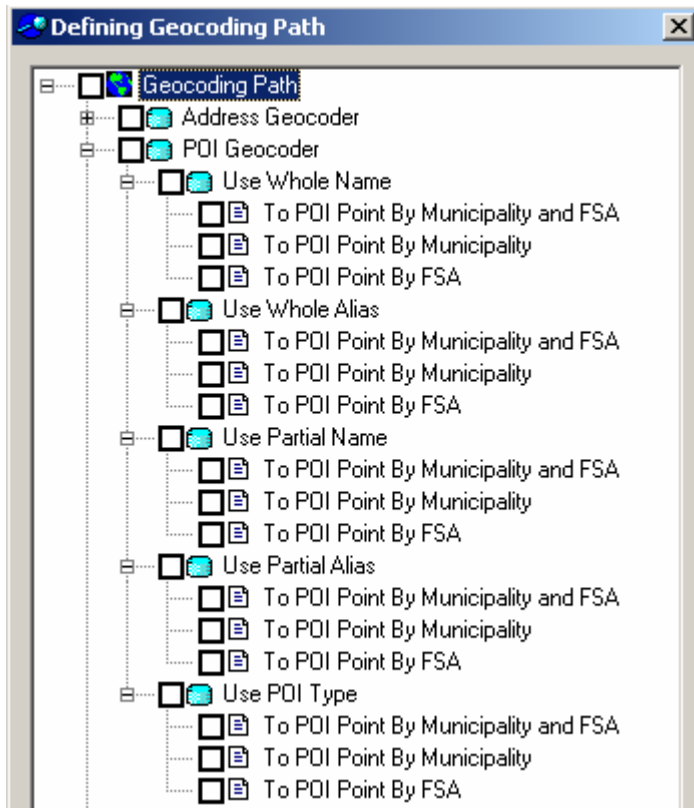 Defining Geocoding Path
Geocoding Path
Address Geocoder
POI Geocoder
Use Whole Name
To POI Point By Municipality and FSA
To POI Point By Municipality
To POI Point By FSA
Use Whole Alias
To POI Point By Municipality and FSA
To POI Point By Municipality
To POI Point By FSA
Use Partial Name
To POI Point By Municipality and FSA
To POI Point By Municipality
To POI Point By FSA
Use Partial Alias
To POI Point By Municipality and FSA
To POI Point By Municipality
To POI Point By FSA
Use POI Type
To POI Point By Municipality and FSA
To POI Point By Municipality
To POI Point By FSA